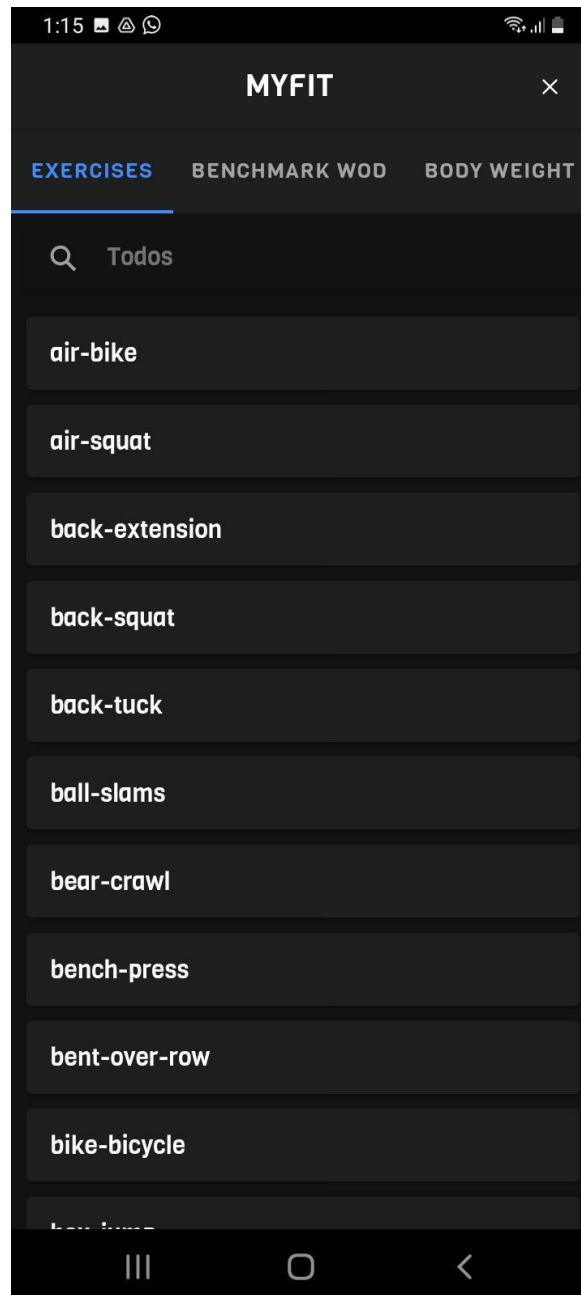 1:15
MYFIT
EXERCISES BENCHMARK WOD BODY WEIGHT
Todos
air-bike
air-squat
back-extension
back-squat
back-tuck
ball-slams
bear-crawl
bench-press
bent-over-row
bike-bicycle